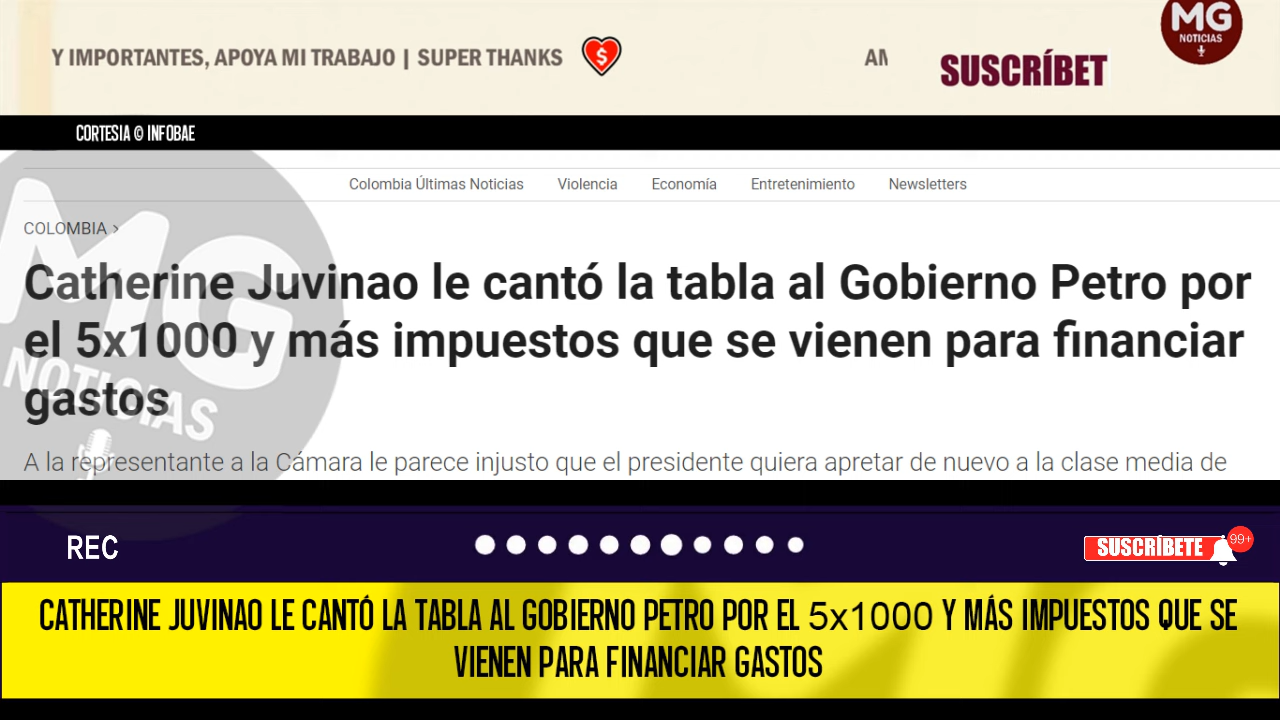 Y IMPORTANTES, APOYA MI TRABAJO | SUPER THANKS
SUSCRÍBET
MG
NOTICIAS
CORTESIA © INFOBAE
Colombia Últimas Noticias Violencia Economía Entretenimiento Newsletters
COLOMBIA >
Catherine Juvinao le cantó la tabla al Gobierno Petro por
el 5x1000 y más impuestos que se vienen para financiar
gastos
MG
NOTICIAS
A la representante a la Cámara le parece injusto que el presidente quiera apretar de nuevo a la clase media de
REC
SUSCRÍBETE
99+
CATHERINE JUVINAO LE CANTÓ LA TABLA AL GOBIERNO PETRO POR EL 5x1000 Y MÁS IMPUESTOS QUE SE
VIENEN PARA FINANCIAR GASTOS